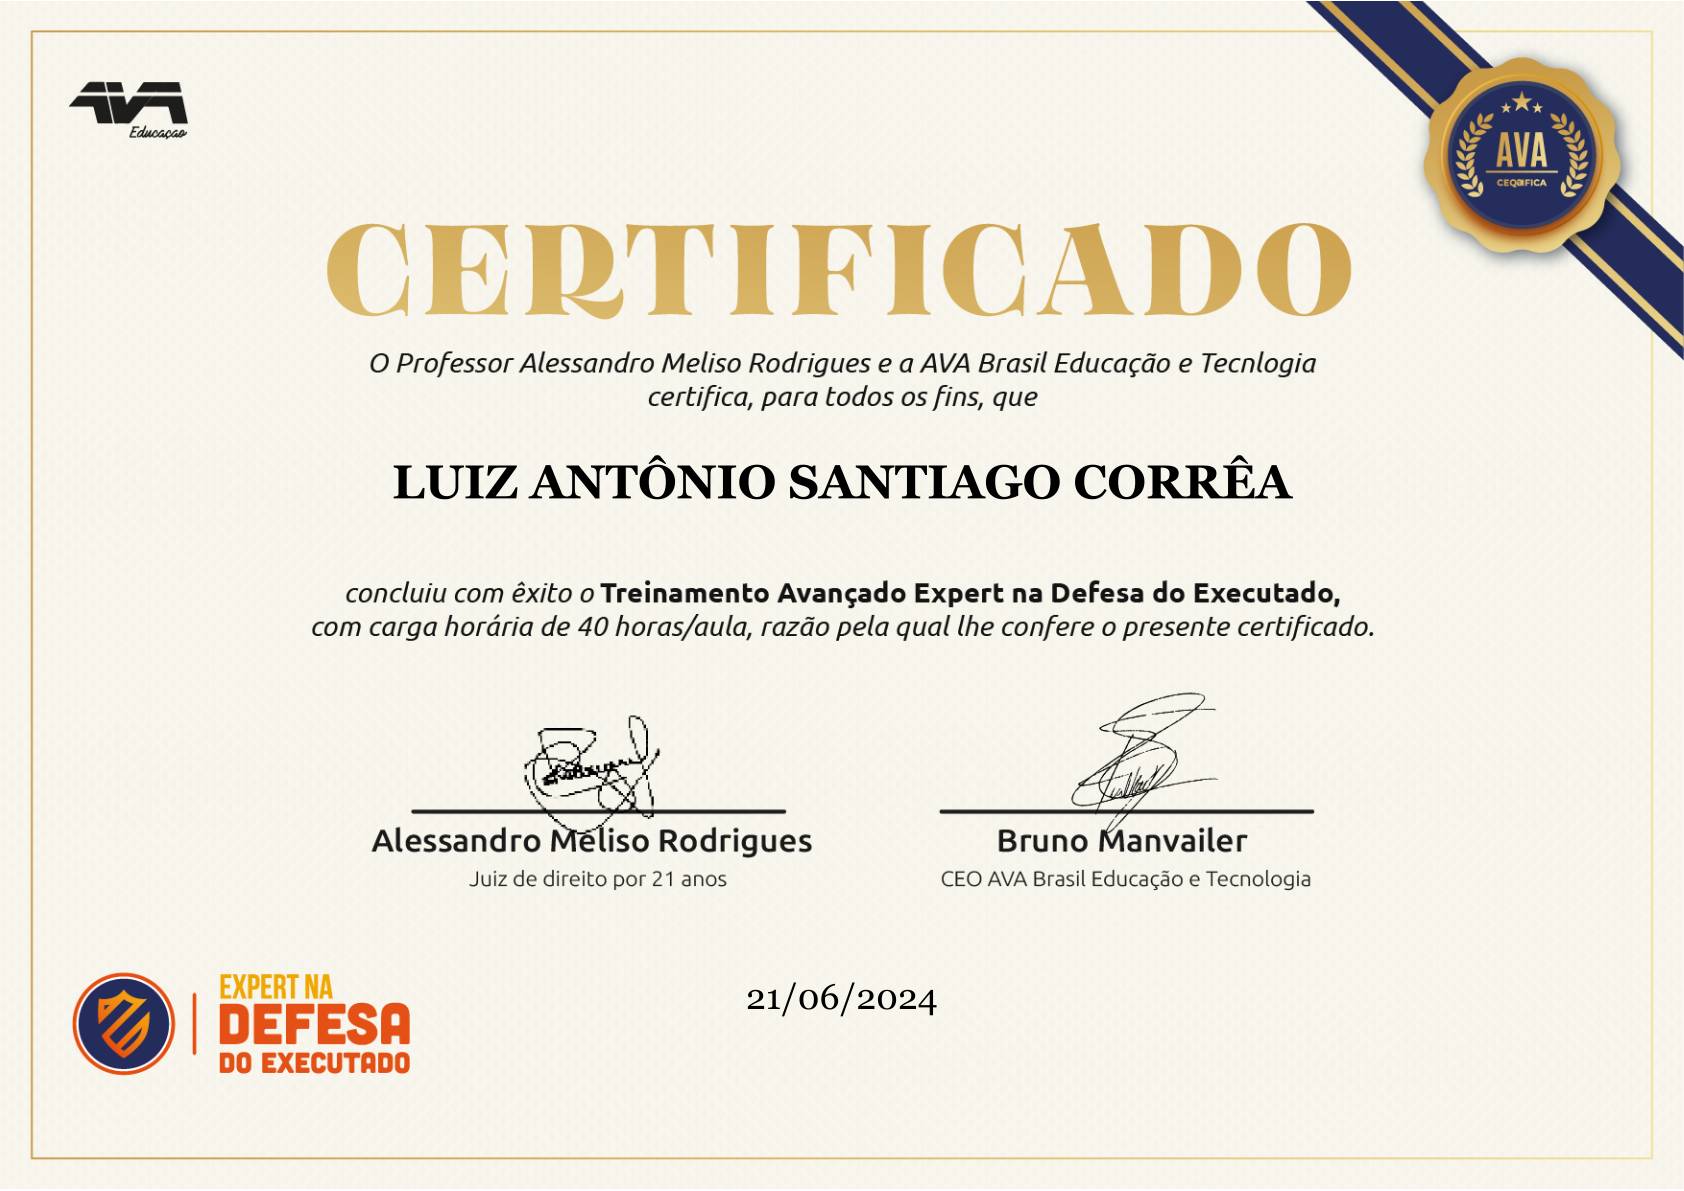 AVA
Educaçao
AVA
CERTIFICADO
O Professor Alessandro Meliso Rodrigues e a AVA Brasil Educação e Tecnlogia
certifica, para todos os fins, que
LUIZ ANTÔNIO SANTIAGO CORRÊA
concluiu com êxito o Treinamento Avançado Expert na Defesa do Executado,
com carga horária de 40 horas/aula, razão pela qual lhe confere o presente certificado.
Alessandro Meliso Rodrigues
Juiz de direito por 21 anos
Bruno Manvailer
CEO AVA Brasil Educação e Tecnologia
EXPERT NA
DEFESA
DO EXECUTADO
21/06/2024